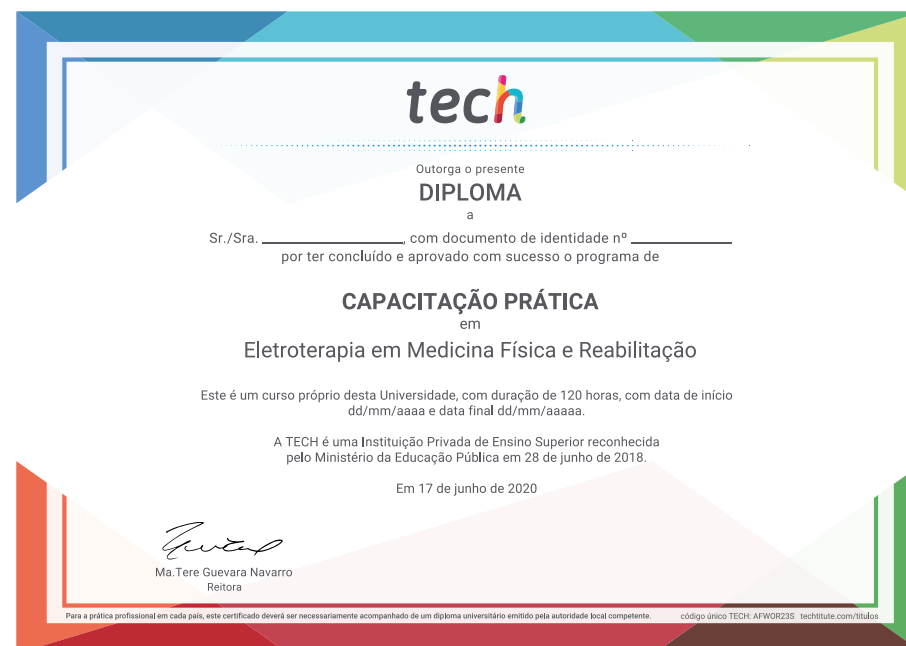 tech
Outorga o presente
DIPLOMA
a
Sr./Sra. ____________________, com documento de identidade nº ______________
por ter concluído e aprovado com sucesso o programa de
CAPACITAÇÃO PRÁTICA
em
Eletroterapia em Medicina Física e Reabilitação
Este é um curso próprio desta Universidade, com duração de 120 horas, com data de início
dd/mm/aaaa e data final dd/mm/aaaaa.
A TECH é uma Instituição Privada de Ensino Superior reconhecida
pelo Ministério da Educação Pública em 28 de junho de 2018.
Em 17 de junho de 2020
Ma.Tere Guevara Navarro
Reitora
Para a prática profissional em cada país, este certificado deverá ser necessariamente acompanhado de um diploma universitário emitido pela autoridade local competente. código único TECH: AFWOR23S techtitute.com/titulos